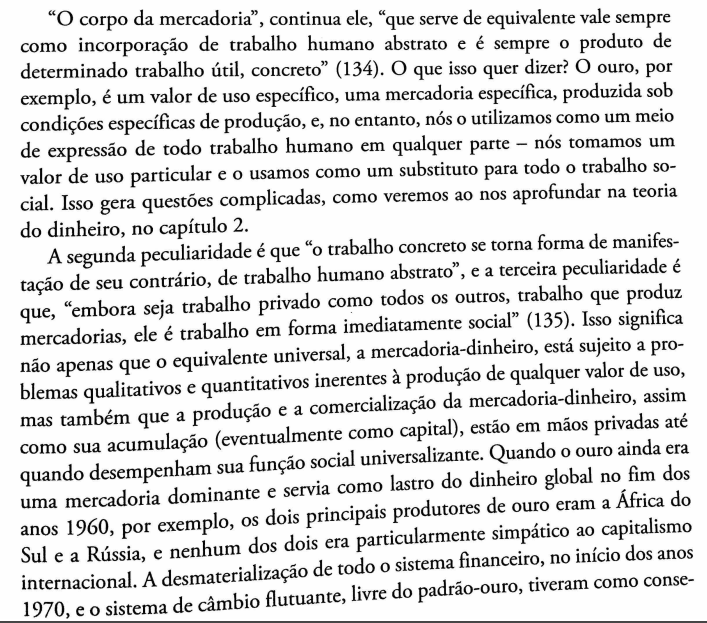 “O corpo da mercadoria”, continua ele, “que serve de equivalente vale sempre
como incorporação de trabalho humano abstrato e é sempre o produto de
determinado trabalho útil, concreto” (134). O que isso quer dizer? O ouro, por
exemplo, é um valor de uso específico, uma mercadoria específica, produzida sob
condições específicas de produção, e, no entanto, nós o utilizamos como um meio
de expressão de todo trabalho humano em qualquer parte – nós tomamos um
valor de uso particular e o usamos como um substituto para todo o trabalho so-
cial. Isso gera questões complicadas, como veremos ao nos aprofundar na teoria
do dinheiro, no capítulo 2.
A segunda peculiaridade é que “o trabalho concreto se torna forma de manifes-
tação de seu contrário, de trabalho humano abstrato”, e a terceira peculiaridade é
que, “embora seja trabalho privado como todos os outros, trabalho que produz
mercadorias, ele é trabalho em forma imediatamente social” (135). Isso significa
não apenas que o equivalente universal, a mercadoria-dinheiro, está sujeito a pro-
blemas qualitativos e quantitativos inerentes à produção de qualquer valor de uso,
mas também que a produção e a comercialização da mercadoria-dinheiro, assim
como sua acumulação (eventualmente como capital), estão em mãos privadas até
quando desempenham sua função social universalizante. Quando o ouro ainda era
uma mercadoria dominante e servia como lastro do dinheiro global no fim dos
anos 1960, por exemplo, os dois principais produtores de ouro eram a África do
Sul e a Rússia, e nenhum dos dois era particularmente simpático ao capitalismo
internacional. A desmaterialização de todo o sistema financeiro, no início dos anos
1970, e o sistema de câmbio flutuante, livre do padrão-ouro, tiveram como conse-